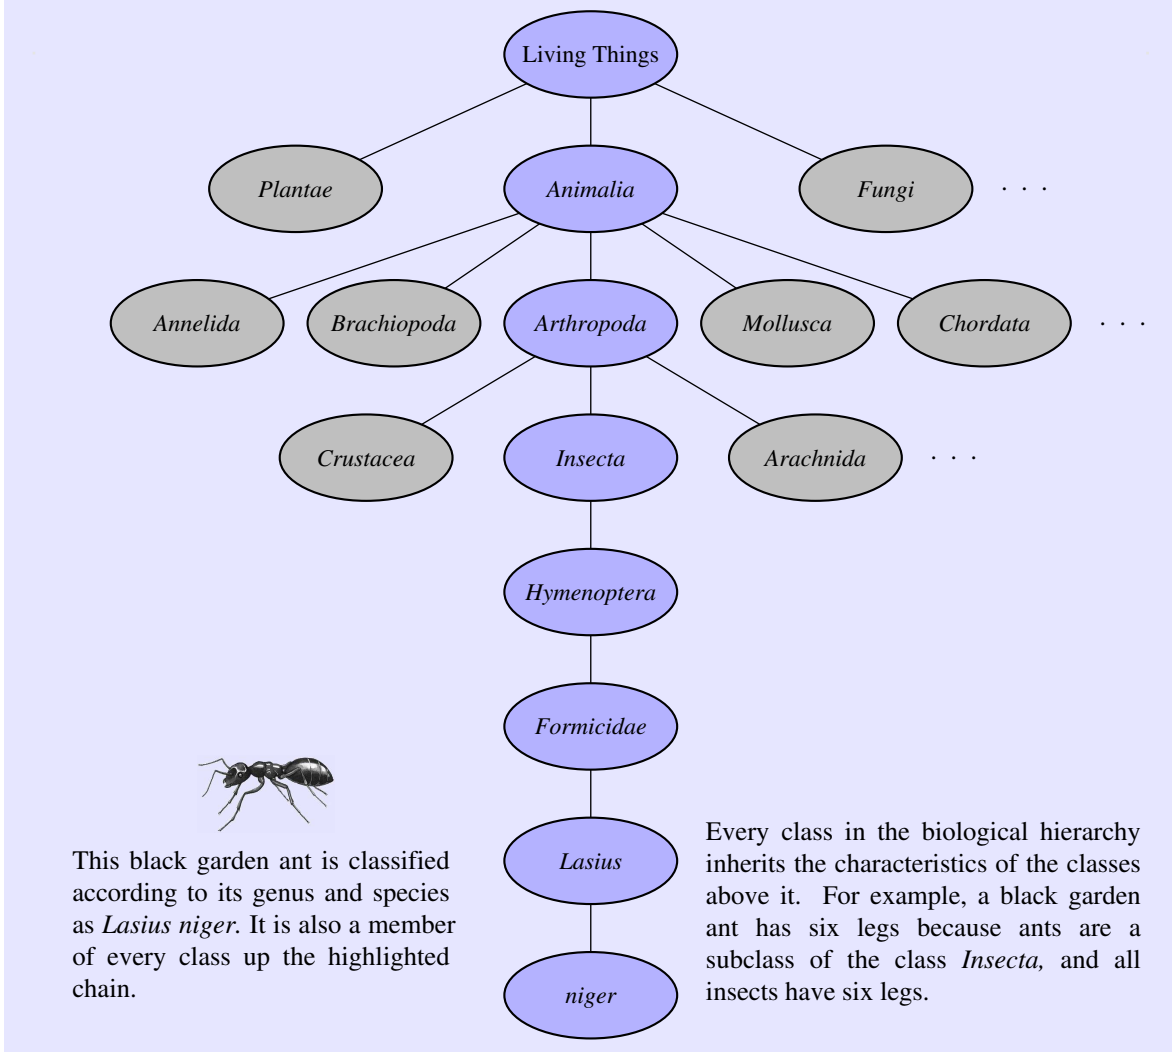 Living Things
Plantae Animalia Fungi . . .
Annelida Brachiopoda Arthropoda Mollusca Chordata . . .
Crustacea Insecta Arachnida . . .
Hymenoptera
Formicidae
Lasius
niger
This black garden ant is classified
according to its genus and species
as Lasius niger. It is also a member
of every class up the highlighted
chain.
Every class in the biological hierarchy
inherits the characteristics of the classes
above it. For example, a black garden
ant has six legs because ants are a
subclass of the class Insecta, and all
insects have six legs.